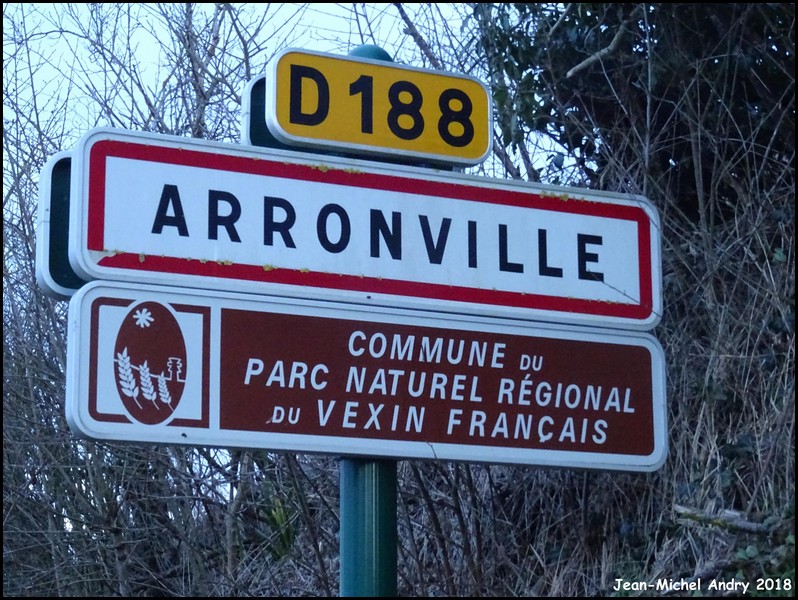 D188
ARRONVILLE
COMMUNE DU
PARC NATUREL RÉGIONAL
DU VEXIN FRANÇAIS
Jean-Michel Andry 2018